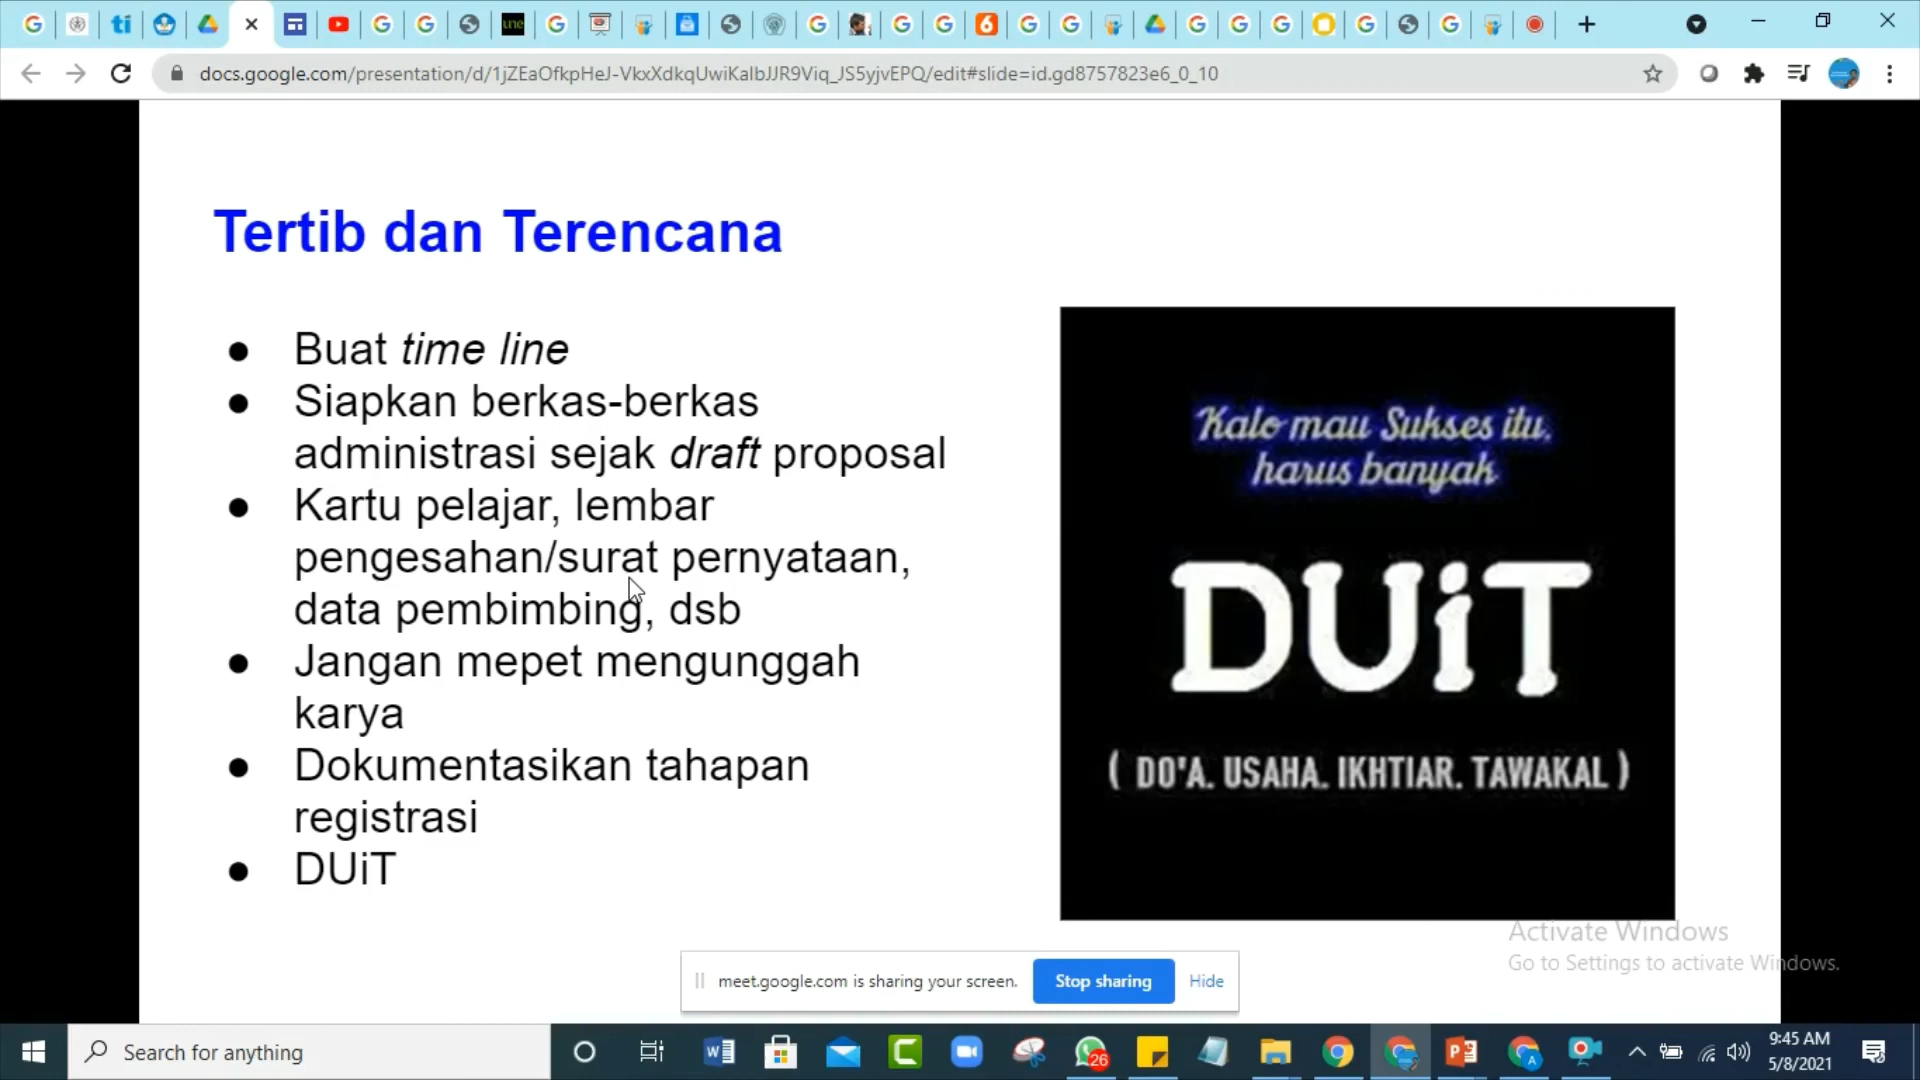 docs.google.com/presentation/d/1jZEaOfkpHeJ-VkxXdkqUwiKalbJJR9Viq_JS5yjvEPQ/edit#slide=id.gd8757823e6_0_10
Tertib dan Terencana
● Buat time line
● Siapkan berkas-berkas
administrasi sejak draft proposal
● Kartu pelajar, lembar
pengesahan/surat pernyataan,
data pembimbing, dsb
● Jangan mepet mengunggah
karya
● Dokumentasikan tahapan
registrasi
● DUiT
Kalo mau Sukses itu,
harus banyak
DUiT
( DO'A. USAHA. IKHTIAR. TAWAKAL )
Activate Windows
Go to Settings to activate Windows.
meet.google.com is sharing your screen.
Stop sharing
Hide
Search for anything
26
9:45 AM
5/8/2021